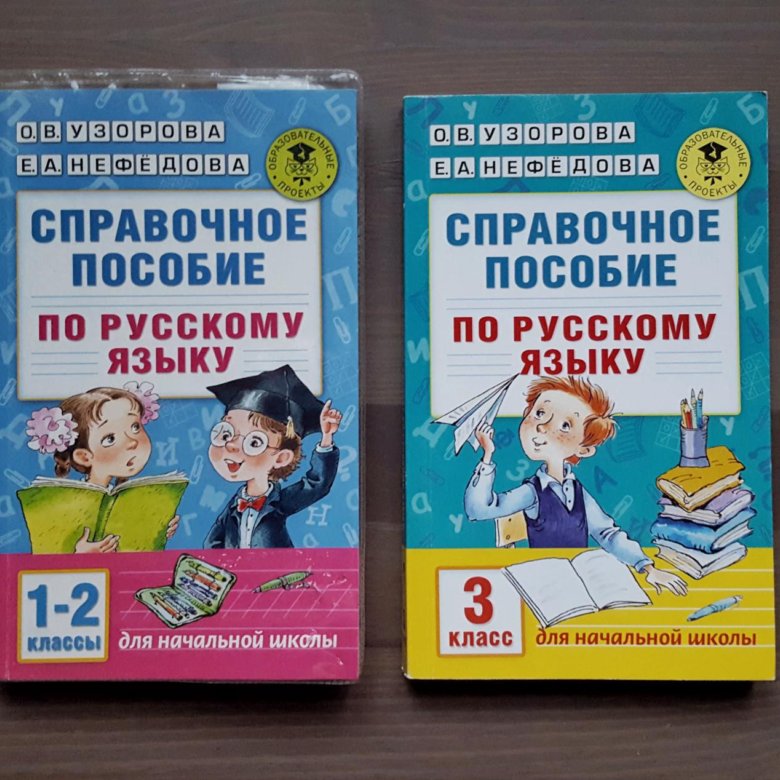 О.В. УЗОРОВА
Е.А. НЕФЁДОВА
ОБРАЗОВАТЕЛЬНЫЕ
ПРОЕКТЫ
СПРАВОЧНОЕ
ПОСОБИЕ
ПО РУССКОМУ
ЯЗЫКУ
1-2
КЛАССЫ
для начальной школы
О.В. УЗОРОВА
Е.А. НЕФЁДОВА
ОБРАЗОВАТЕЛЬНЫЕ
ПРОЕКТЫ
СПРАВОЧНОЕ
ПОСОБИЕ
ПО РУССКОМУ
ЯЗЫКУ
3
КЛАСС
для начальной школы